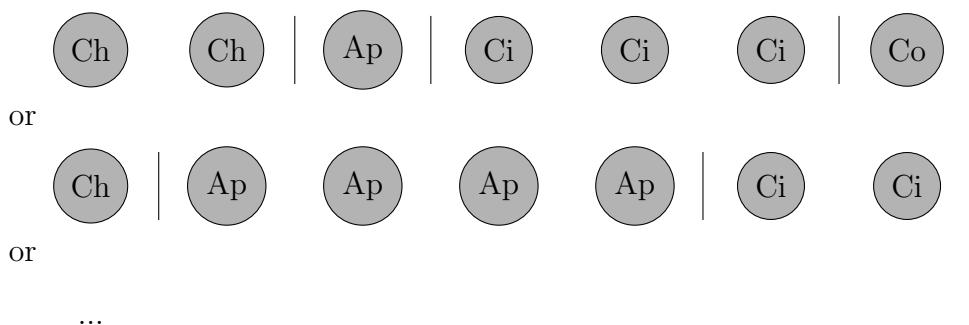 Ch Ch Ap Ci Ci Ci Co
or
Ch Ap Ap Ap Ap Ci Ci
or
...